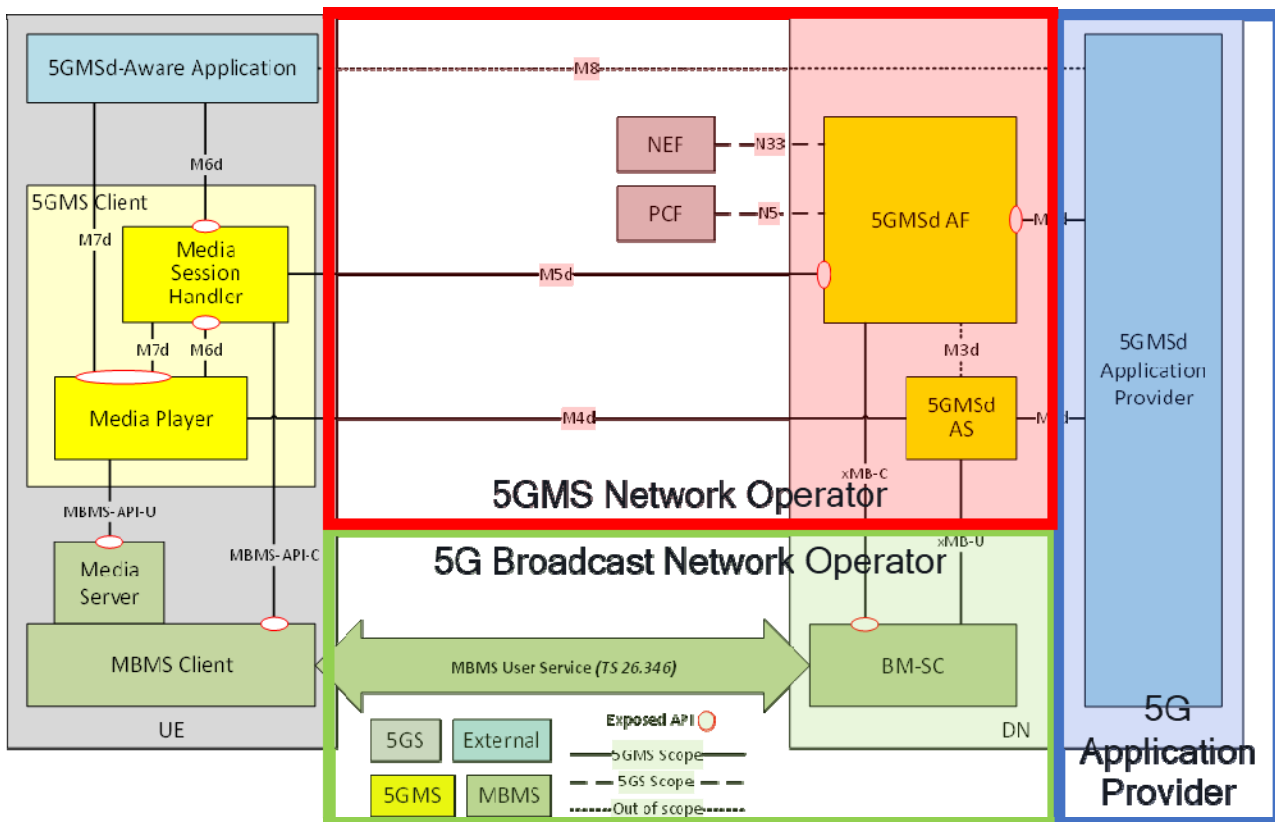 5GMSd-Aware Application
M8
NEF
N33
PCF
N5
5GMSd AF
M6d
5GMS Client
M7d
Media
Session
Handler
M5d
M7d
M6d
M3d
5GMSd
Application
Provider
Media Player
M4d
5GMSd
AS
xMB-C
5GMS Network Operator
MBMS-API-U
MBMS-API-C
xMB-U
5G Broadcast Network Operator
Media
Server
MBMS Client
MBMS User Service (TS 26.346)
BM-SC
UE
DN
5GS
External
5GMS
MBMS
Exposed API
5GMS Scope
5GS Scope
Out of scope
5G
Application
Provider